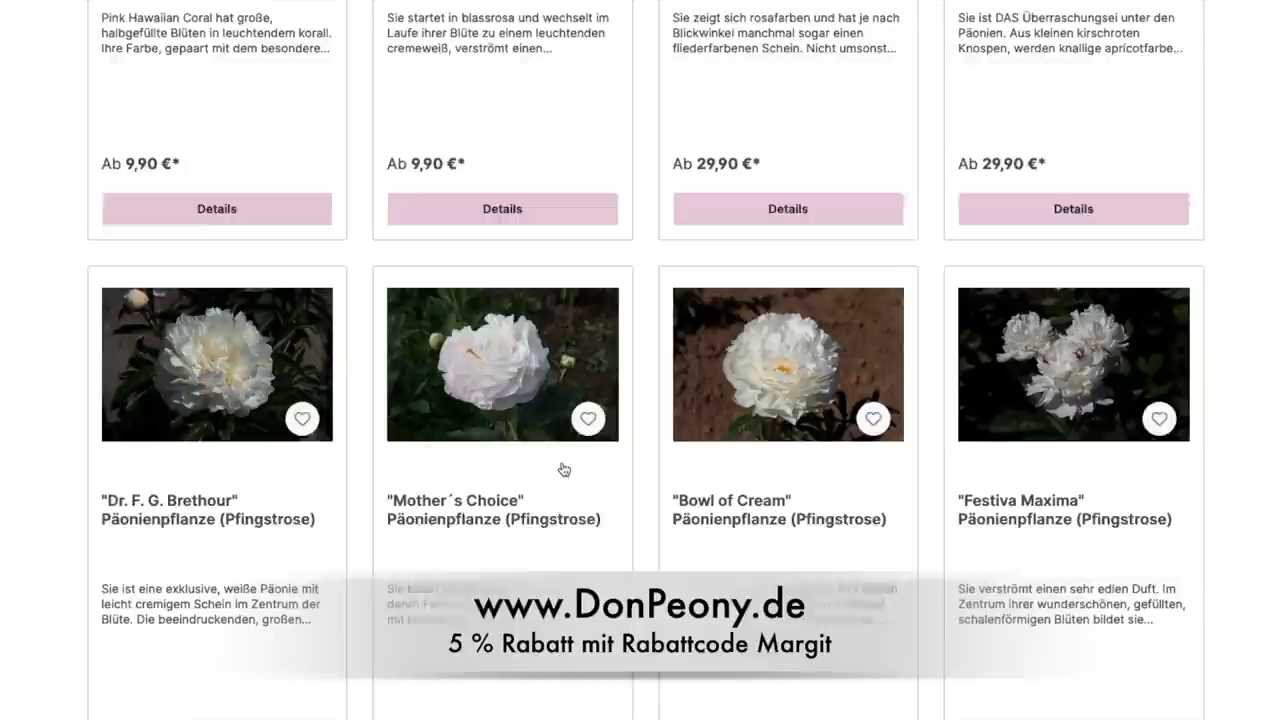 Pink Hawaiian Coral hat große,
halbgefüllte Blüten in leuchtendem korall.
Ihre Farbe, gepaart mit dem besondere...
Ab 9,90 €*
Details
Sie startet in blassrosa und wechselt im
Laufe ihrer Blüte zu einem leuchtenden
cremeweiß, verströmt einen...
Ab 9,90 €*
Details
Sie zeigt sich rosafarben und hat je nach
Blickwinkel manchmal sogar einen
fliederfarbenen Schein. Nicht umsonst...
Ab 29,90 €*
Details
Sie ist DAS Überraschungsei unter den
Päonien. Aus kleinen kirschroten
Knospen, werden knallige apricotfarbe...
Ab 29,90 €*
Details
"Dr. F. G. Brethour"
Päonienpflanze (Pfingstrose)
Sie ist eine exklusive, weiße Päonie mit
leicht cremigem Schein im Zentrum der
Blüte. Die beeindruckenden, großen...
"Mother´s Choice"
Päonienpflanze (Pfingstrose)
"Bowl of Cream"
Päonienpflanze (Pfingstrose)
"Festiva Maxima"
Päonienpflanze (Pfingstrose)
Sie verströmt einen sehr edlen Duft. Im
Zentrum ihrer wunderschönen, gefüllten,
schalenförmigen Blüten bildet sie...
www.DonPeony.de
5 % Rabatt mit Rabattcode Margit